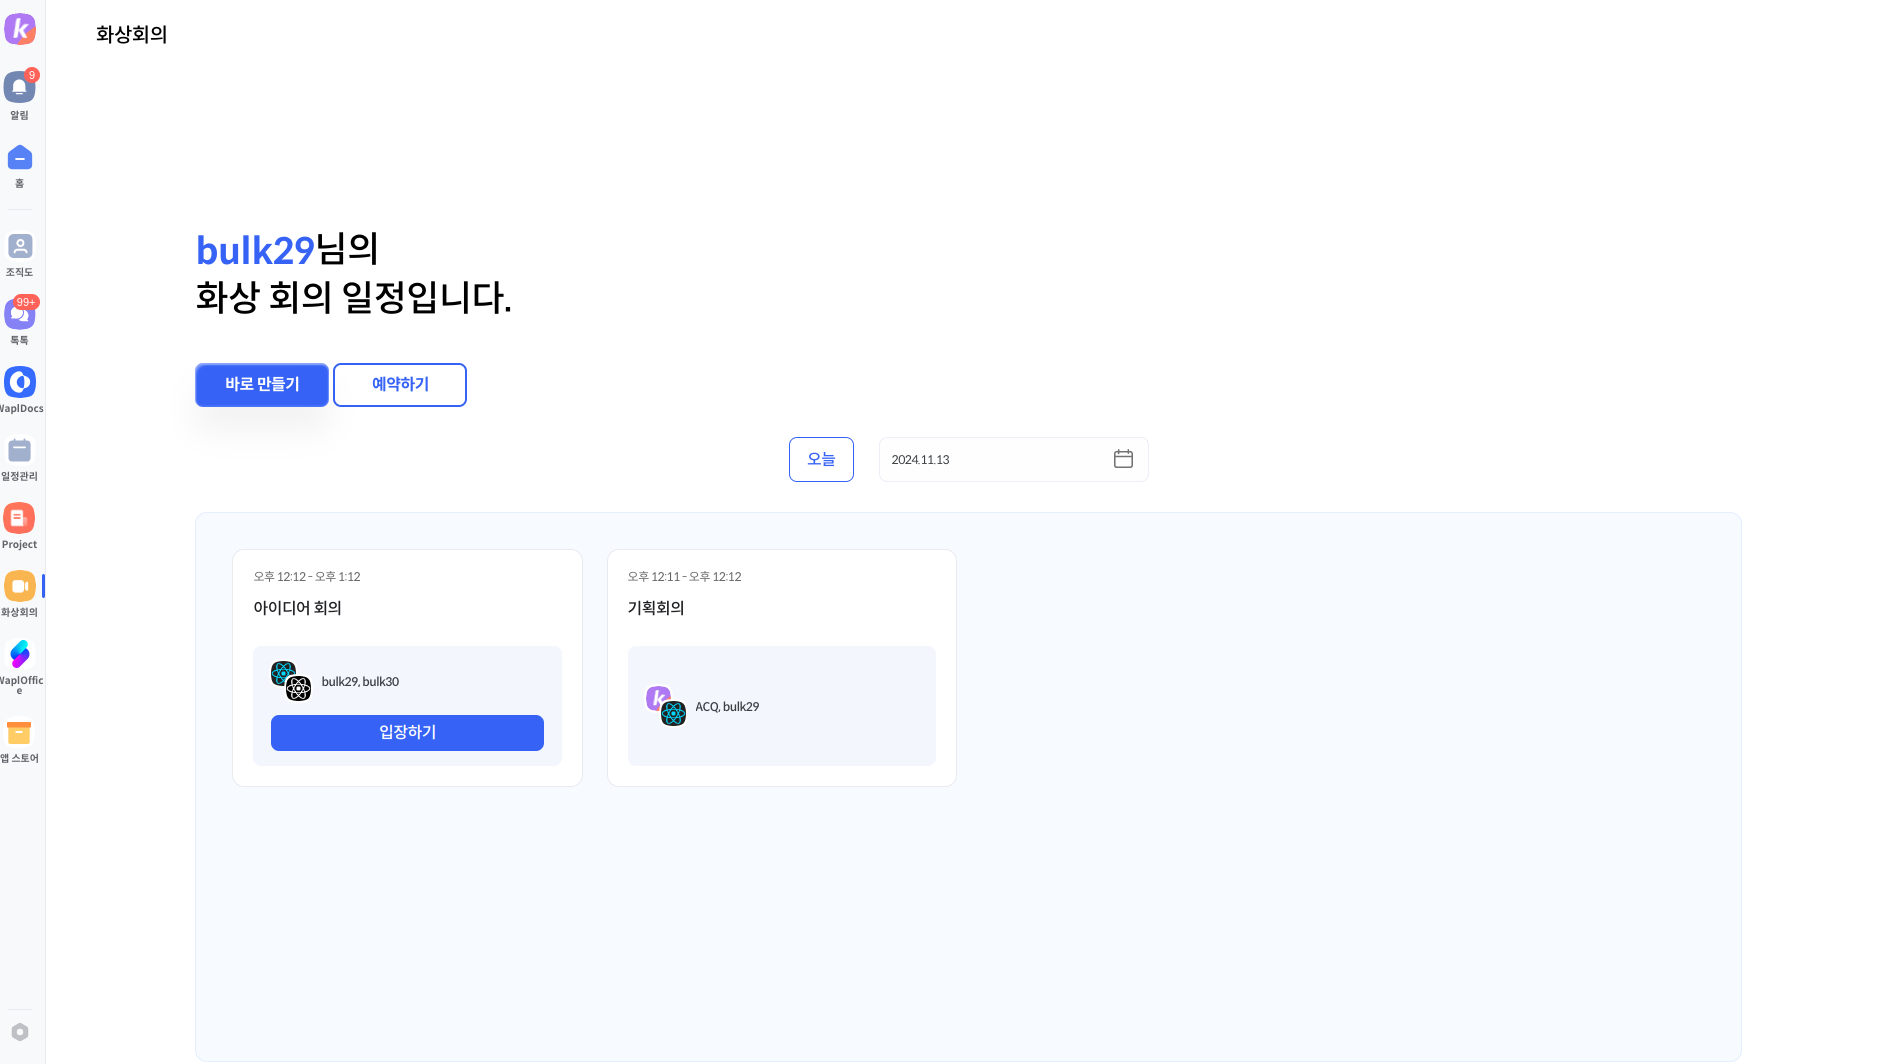 화상회의
9
알림
홈
조직도
99+
톡톡
WaplDocs
일정관리
Project
화상회의
WaplOffic
e
앱 스토어
bulk29님의
화상 회의 일정입니다.
바로 만들기
예약하기
오늘
2024.11.13
오후 12:12 - 오후 1:12
아이디어 회의
bulk29, bulk30
입장하기
오후 12:11 - 오후 12:12
기획회의
k
ACQ, bulk29